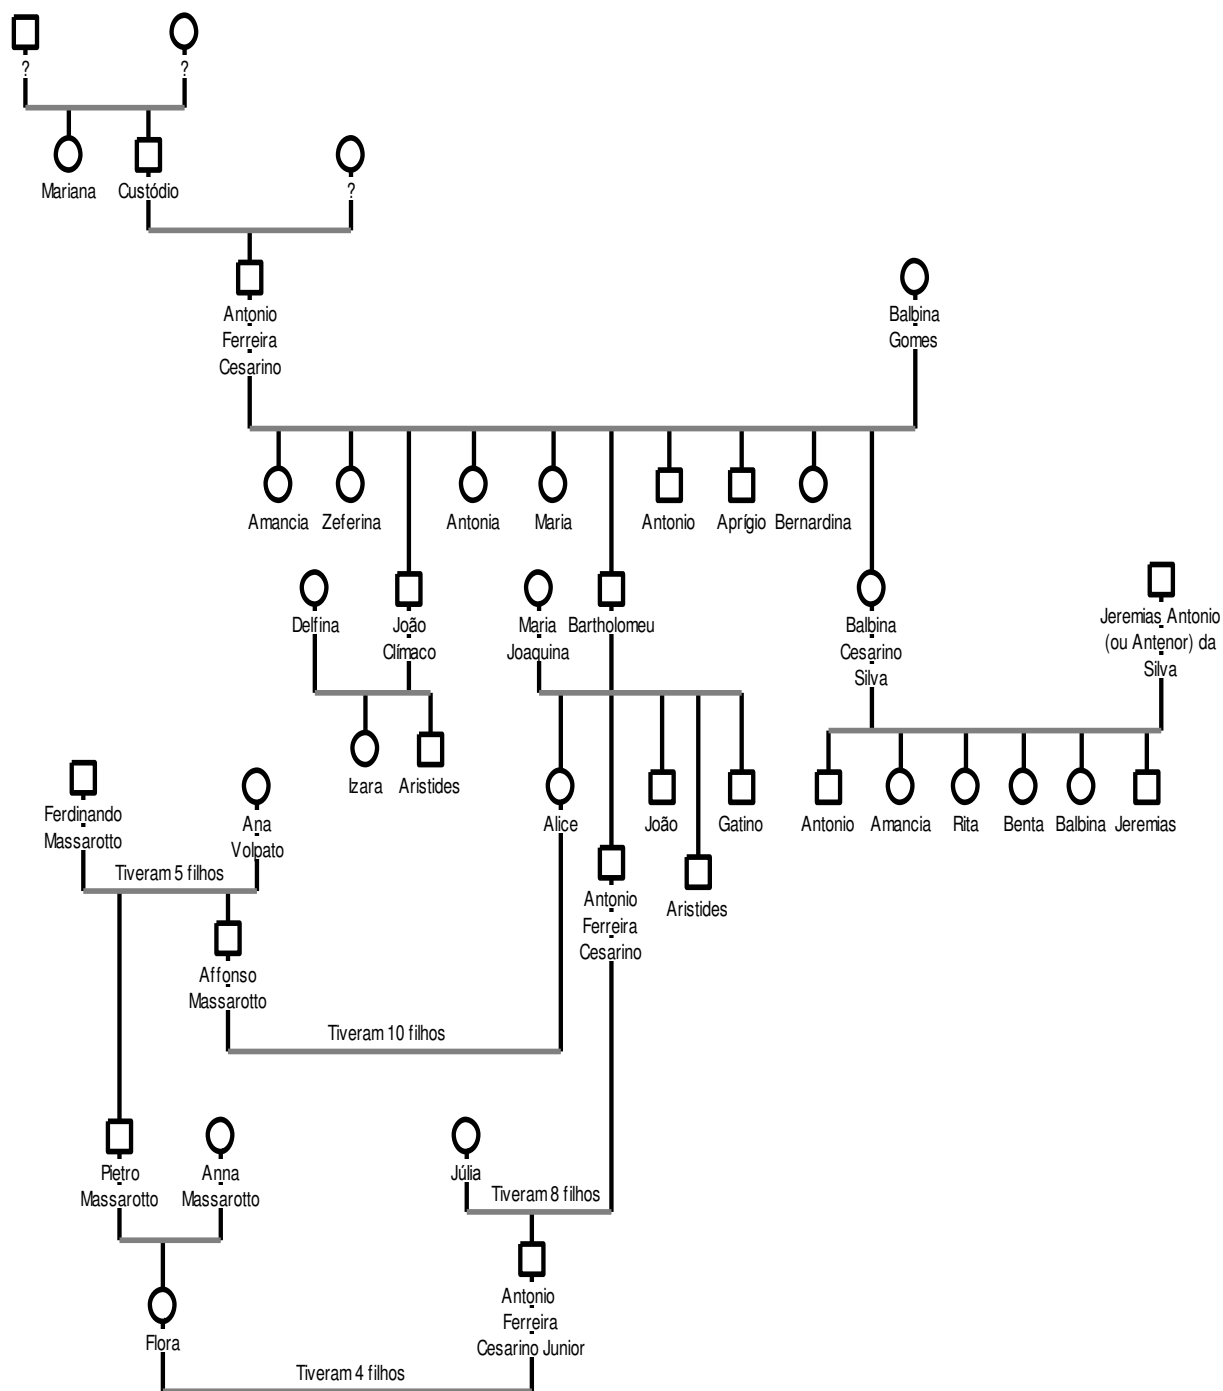 ?
?
Mariana
Custódio
?
Antonio
Ferreira
Cesarino
Balbina
Gomes
Amancia
Zeferina
Antonia
Maria
Antonio
Aprígio
Bernardina
Delfina
João
Clímaco
Maria
Joaquina
Bartholomeu
Balbina
Cesarino
Silva
Jeremias Antonio
(ou Antenor) da
Silva
Izara
Aristides
Ferdinando
Massarotto
Ana
Volpato
Alice
João
Gatino
Antonio
Amancia
Rita
Benta
Balbina
Jeremias
Tiveram 5 filhos
Antonio
Ferreira
Cesarino
Aristides
Affonso
Massarotto
Tiveram 10 filhos
Pietro
Massarotto
Anna
Massarotto
Júlia
Tiveram 8 filhos
Flora
Antonio
Ferreira
Cesarino Junior
Tiveram 4 filhos